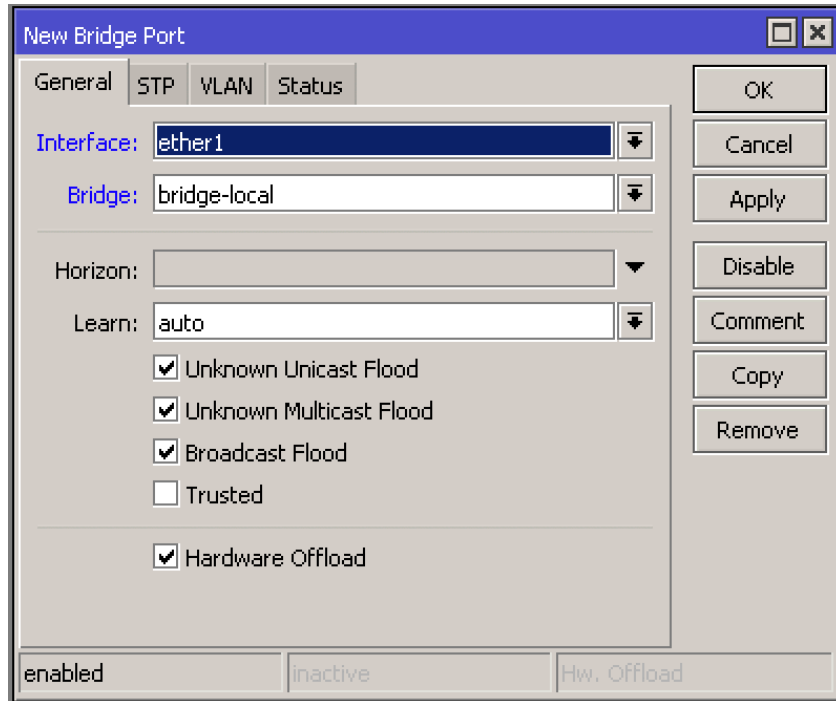 New Bridge Port
General STP VLAN Status
Interface: ether1
Bridge: bridge-local
Horizon:
Learn: auto
Unknown Unicast Flood
Unknown Multicast Flood
Broadcast Flood
Trusted
Hardware Offload
OK
Cancel
Apply
Disable
Comment
Copy
Remove
enabled inactive Hw. Offload